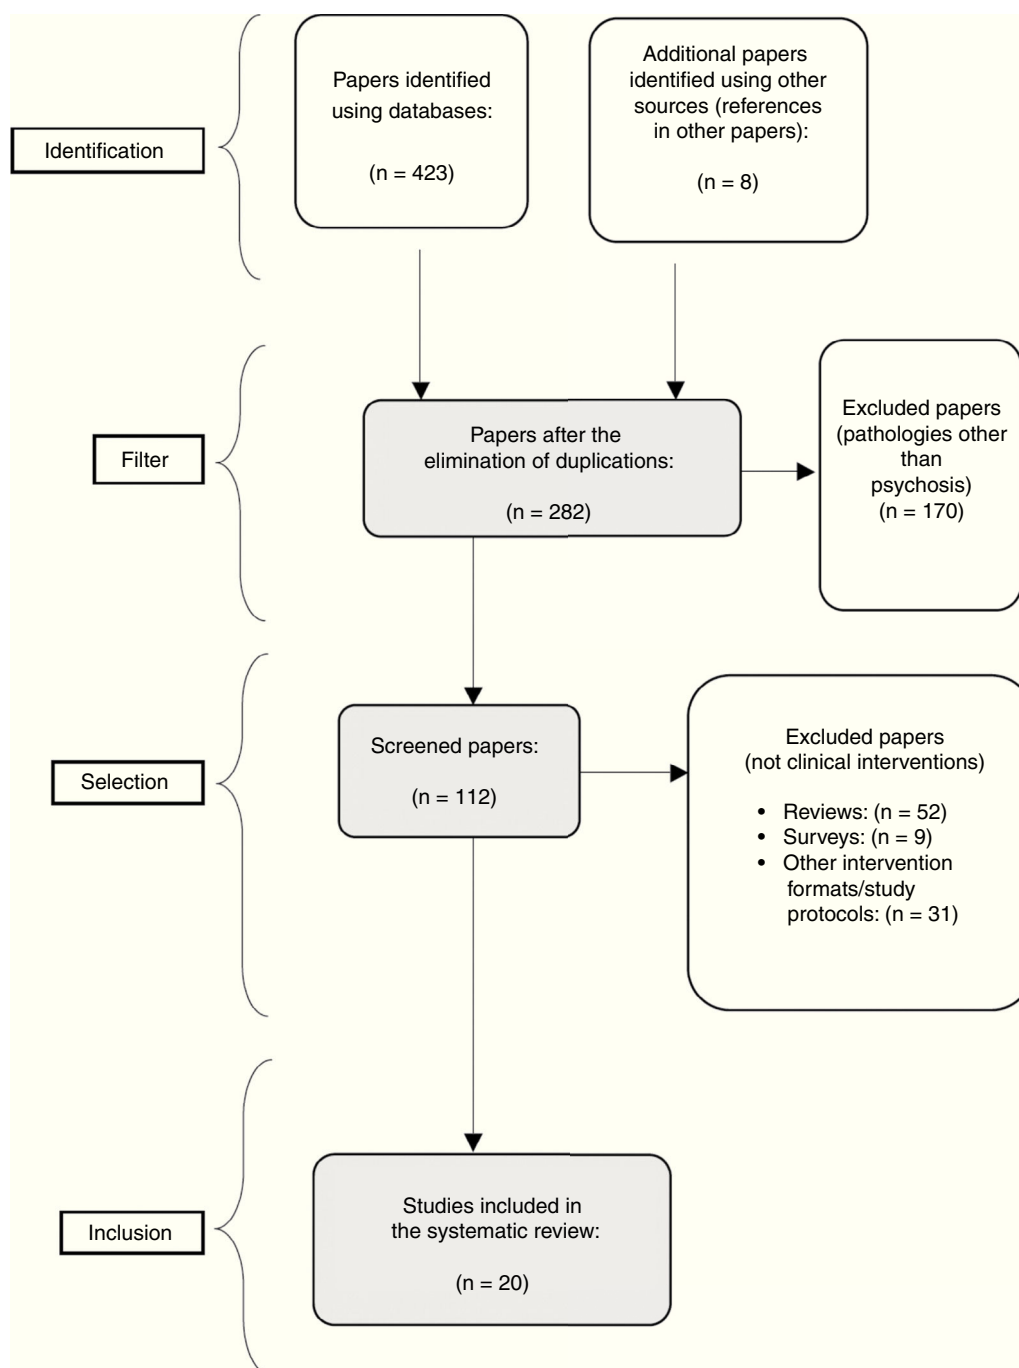 Identification
Papers identified
using databases:
(n = 423)
Additional papers
identified using other
sources (references
in other papers):
(n = 8)
Filter
Papers after the
elimination of duplications:
(n = 282)
Excluded papers
(pathologies other
than
psychosis)
(n = 170)
Selection
Screened papers:
(n = 112)
Excluded papers
(not clinical interventions)
• Reviews: (n = 52)
• Surveys: (n = 9)
• Other intervention
formats/study
protocols: (n = 31)
Inclusion
Studies included in
the systematic review:
(n = 20)